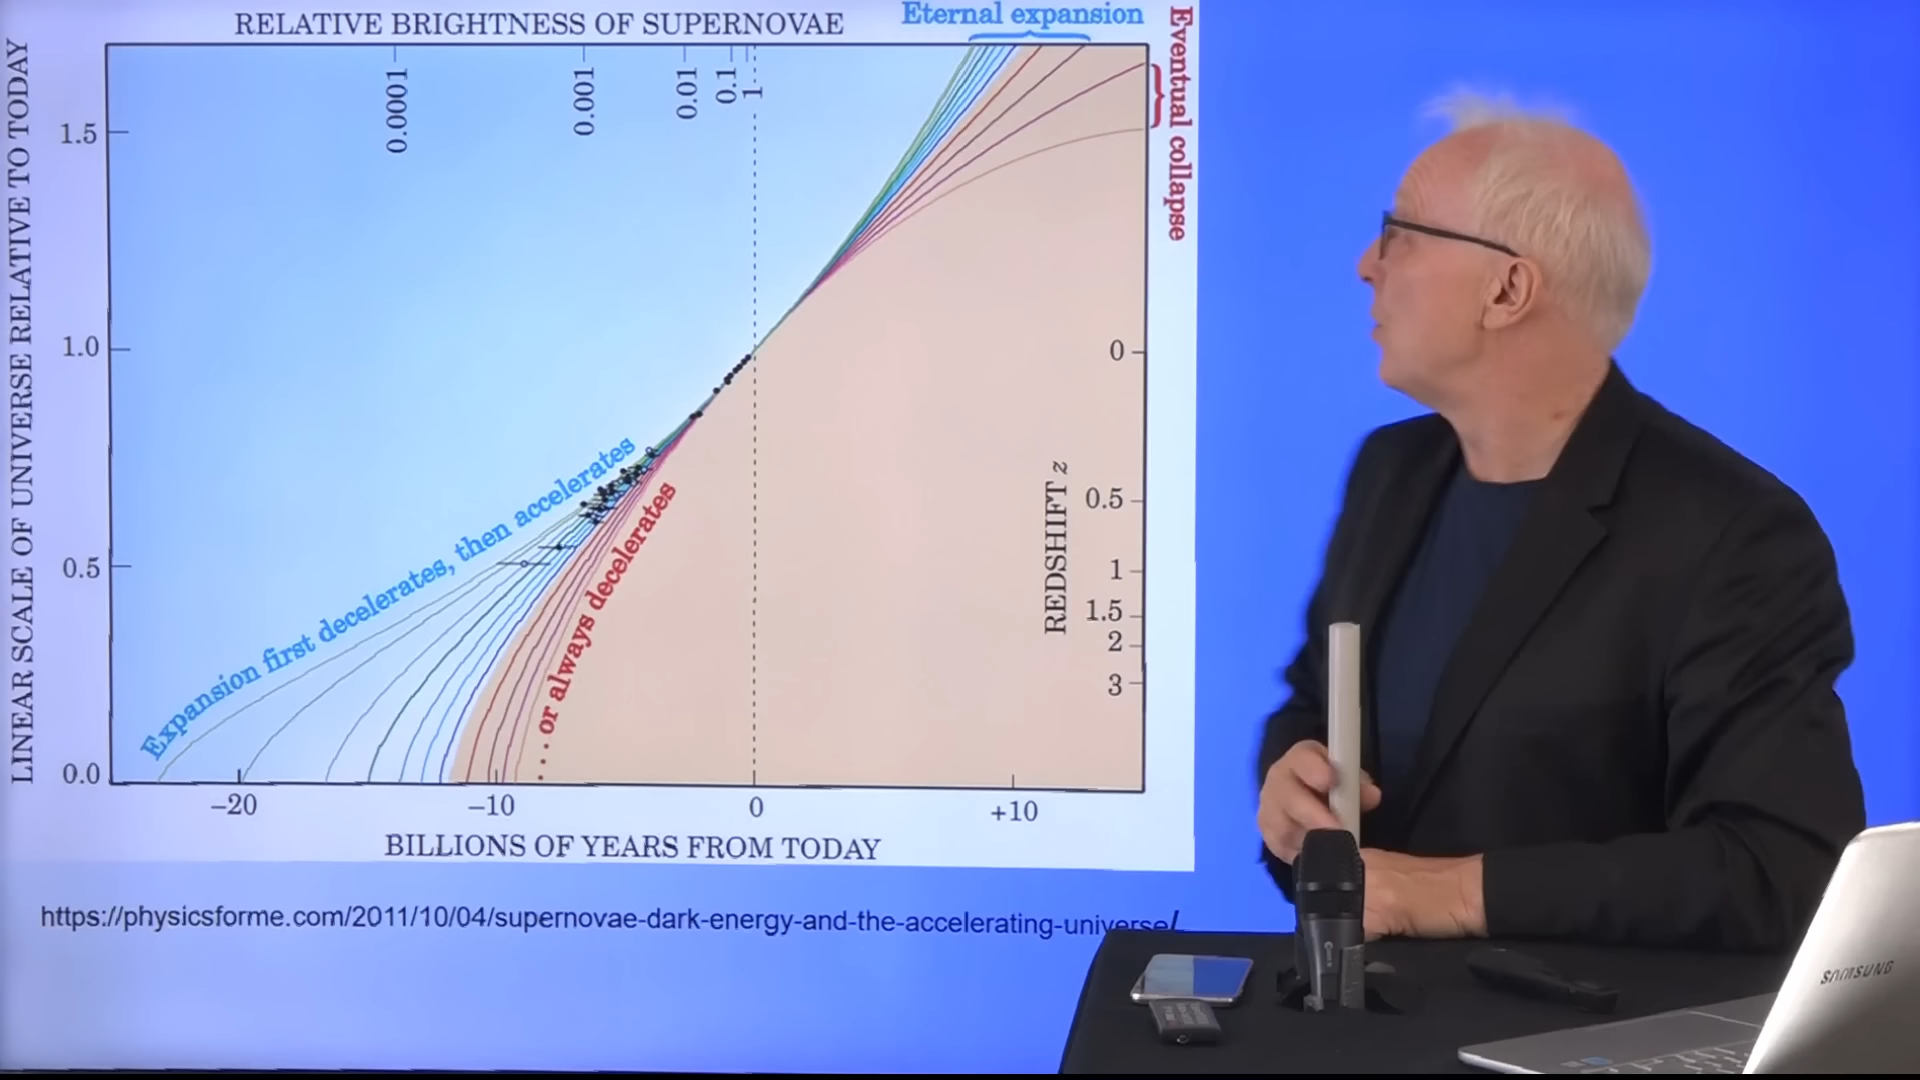 RELATIVE BRIGHTNESS OF SUPERNOVAE
Eternal expansion
Eventual collapse
LINEAR SCALE OF UNIVERSE RELATIVE TO TODAY
0.0001
0.001
0.01
0.1
1
1.5
1.0
0.5
0.0
Expansion first decelerates, then accelerates
... or always decelerates
REDSHIFT z
0
0.5
1
1.5
2
3
–20
–10
0
+10
BILLIONS OF YEARS FROM TODAY
https://physicsforme.com/2011/10/04/supernovae-dark-energy-and-the-accelerating-universe/
SAMSUNG